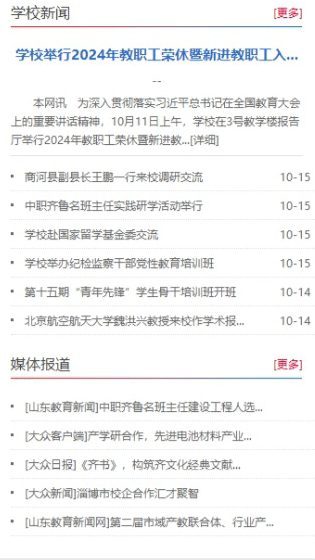 学校新闻 [更多]
学校举行2024年教职工荣休暨新进教职工入...
--
本网讯 为深入贯彻落实习近平总书记在全国教育大会
上的重要讲话精神，10月11日上午，学校在3号教学楼报告
厅举行2024年教职工荣休暨新进教...[详细]
商河县副县长王鹏一行来校调研交流 10-15
中职齐鲁名班主任实践研学活动举行 10-15
学校赴国家留学基金委交流 10-15
学校举办纪检监察干部党性教育培训班 10-15
第十五期“青年先锋”学生骨干培训班开班 10-14
北京航空航天大学魏洪兴教授来校作学术报... 10-14
媒体报道 [更多]
[山东教育新闻]中职齐鲁名班主任建设工程人选...
[大众客户端]产学研合作，先进电池材料产业...
[大众日报]《齐书》，构筑齐文化经典文献...
[大众新闻]淄博市校企合作汇才聚智
[山东教育新闻网]第二届市域产教联合体、行业产...